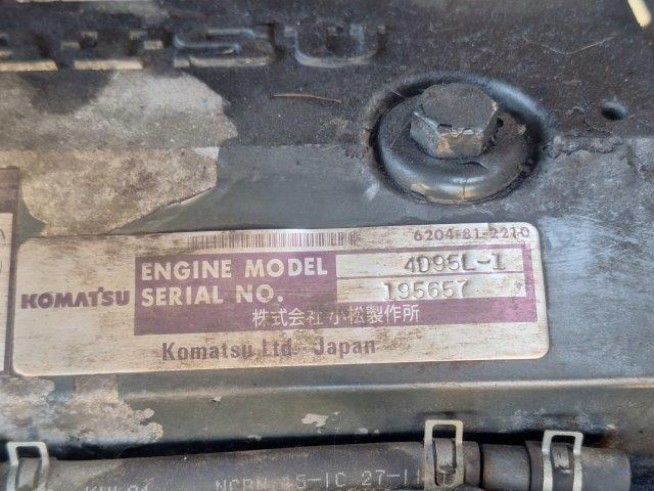 6204-81-2210
ENGINE MODEL 4D95L-1
KOMATSU
SERIAL NO. 195657
株式会社 小松製作所
Komatsu Ltd. Japan